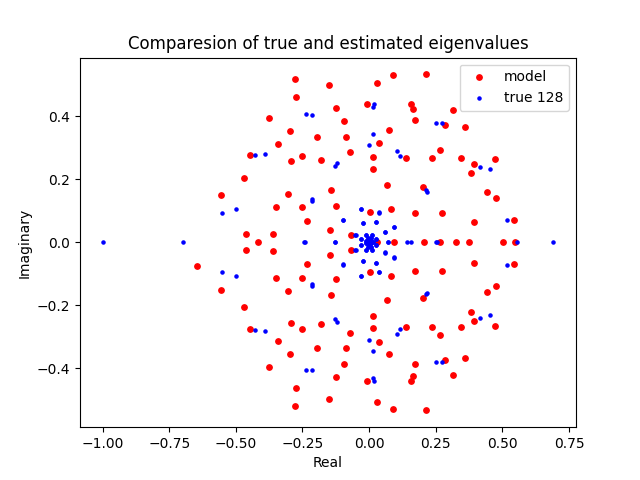 Comparesion of true and estimated eigenvalues
model
true 128
0.4
0.2
0.0
−0.2
−0.4
Imaginary
−1.00 −0.75 −0.50 −0.25 0.00 0.25 0.50 0.75
Real